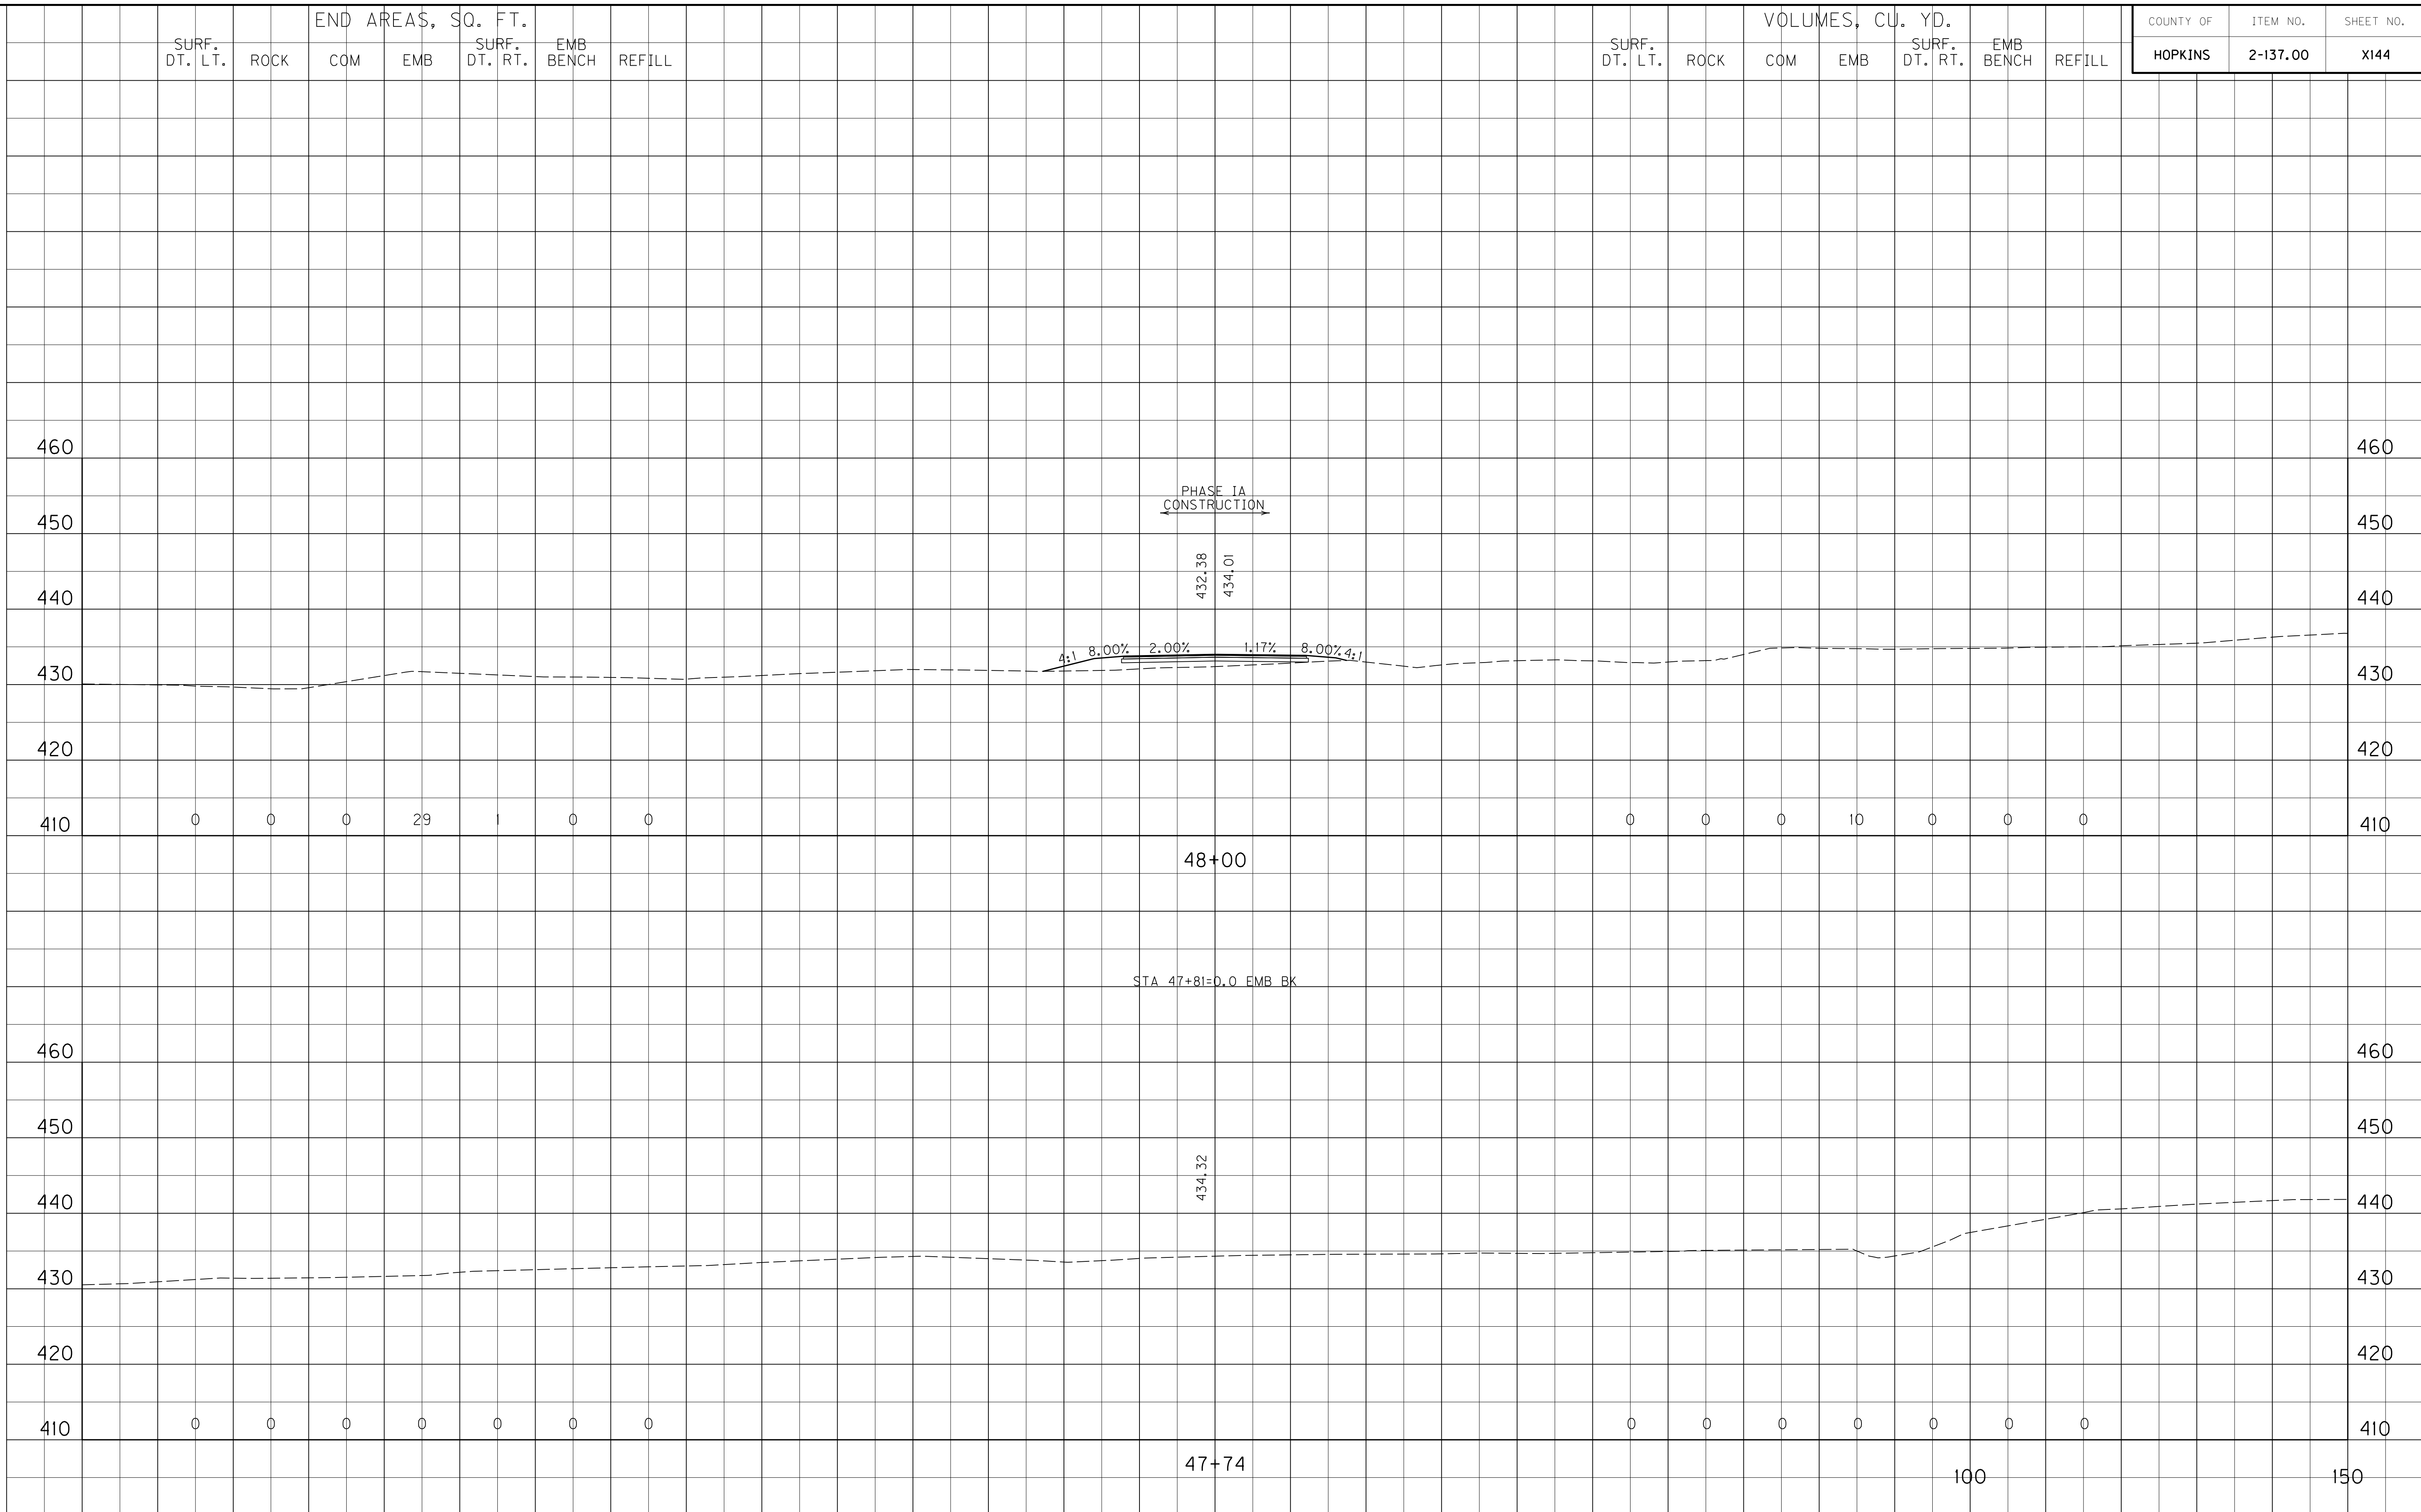 END AREAS, SQ. FT.
SURF. DT. LT. ROCK COM EMB SURF. DT. RT. EMB BENCH REFILL
VOLUMES, CU. YD.
SURF. DT. LT. ROCK COM EMB SURF. DT. RT. EMB BENCH REFILL
COUNTY OF ITEM NO. SHEET NO.
HOPKINS 2-137.00 X144
460 460
PHASE IA
CONSTRUCTION
450 450
432.38 434.01
440 440
4:1 8.00% 2.00% 1.17% 8.00% 4:1
430 430
420 420
0 0 0 29 1 0 0 0 0 0 10 0 0 0
410 410
48+00
STA 47+81=0.0 EMB BK
460 460
450 450
434.32
440 440
430 430
420 420
0 0 0 0 0 0 0 0 0 0 0 0 0 0
410 410
47+74
100 150